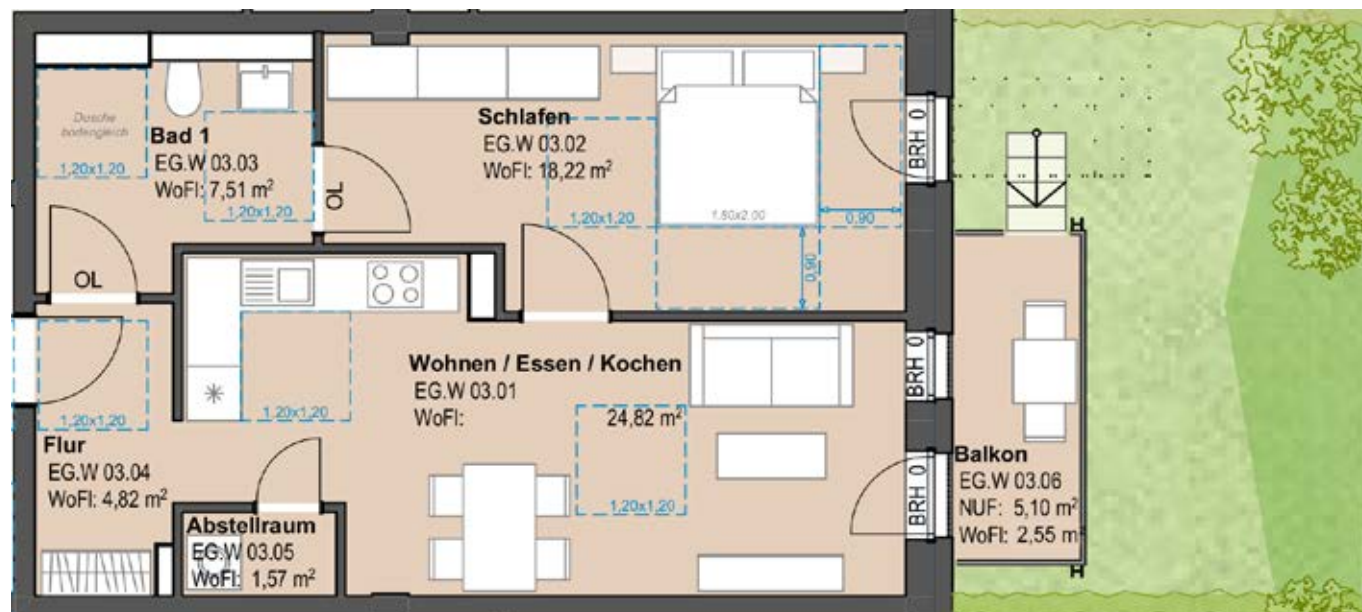 Dusche
bodengleich
1,20x1,20
Bad 1
EG.W 03.03
WoFl: 7,51 m²
1,20x1,20
OL
OL
Schlafen
EG.W 03.02
WoFl: 18,22 m²
1,20x1,20
1.80x2.00
0,90
0,90
BRH 0
Wohnen / Essen / Kochen
EG.W 03.01
WoFl: 24,82 m²
1,20x1,20
1,20x1,20
BRH 0
BRH 0
1,20x1,20
Flur
EG.W 03.04
WoFl: 4,82 m²
Abstellraum
EG.W 03.05
WoFl: 1,57 m²
Balkon
EG.W 03.06
NUF: 5,10 m²
WoFl: 2,55 m²